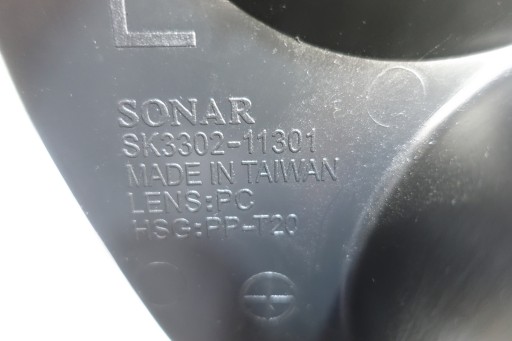 L
SONAR
SK3302-11301
MADE IN TAIWAN
LENS:PC
HSG:PP-T20